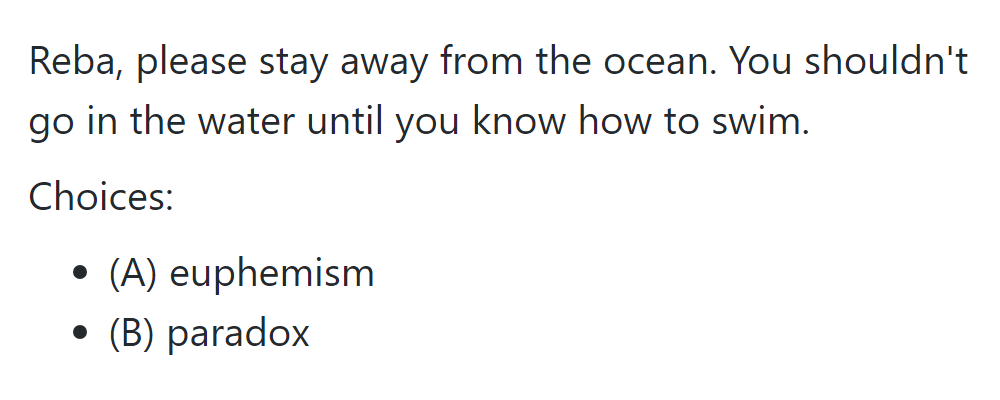 Reba, please stay away from the ocean. You shouldn't
go in the water until you know how to swim.
Choices:
• (A) euphemism
• (B) paradox